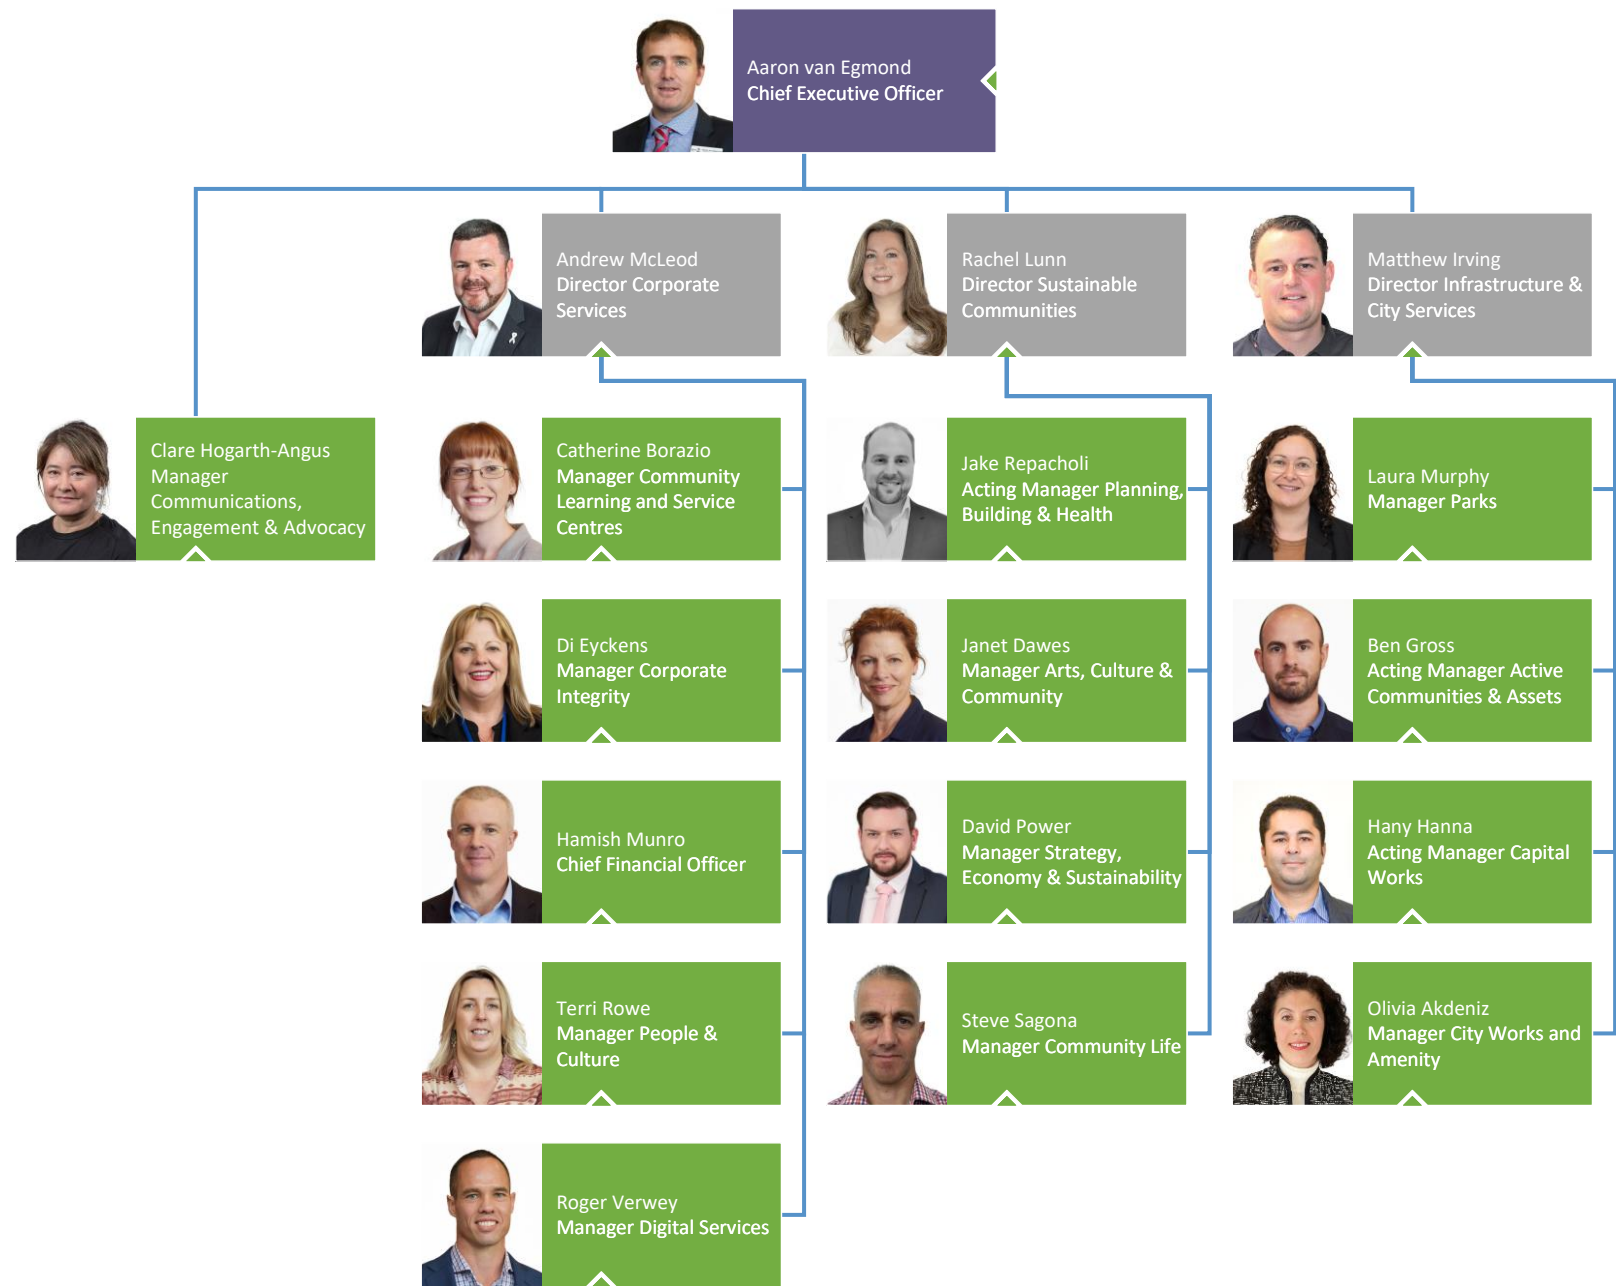 Aaron van Egmond
Chief Executive Officer
Andrew McLeod
Director Corporate
Services
Rachel Lunn
Director Sustainable
Communities
Matthew Irving
Director Infrastructure &
City Services
Clare Hogarth-Angus
Manager
Communications,
Engagement & Advocacy
Catherine Borazio
Manager Community
Learning and Service
Centres
Jake Repacholi
Acting Manager Planning,
Building & Health
Laura Murphy
Manager Parks
Di Eyckens
Manager Corporate
Integrity
Janet Dawes
Manager Arts, Culture &
Community
Ben Gross
Acting Manager Active
Communities & Assets
Hamish Munro
Chief Financial Officer
David Power
Manager Strategy,
Economy & Sustainability
Hany Hanna
Acting Manager Capital
Works
Terri Rowe
Manager People &
Culture
Steve Sagona
Manager Community Life
Olivia Akdeniz
Manager City Works and
Amenity
Roger Verwey
Manager Digital Services